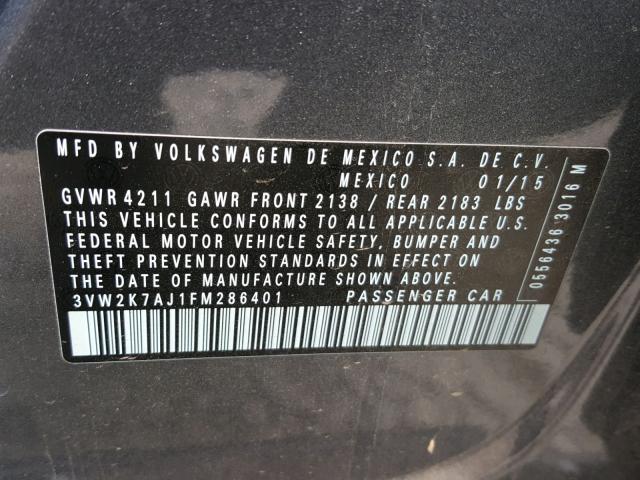 MFD BY VOLKSWAGEN DE MEXICO S.A. DE C.V.
MEXICO 01/15
GVWR 4211 GAWR FRONT 2138 / REAR 2183 LBS
THIS VEHICLE CONFORMS TO ALL APPLICABLE U.S.
FEDERAL MOTOR VEHICLE SAFETY, BUMPER AND
THEFT PREVENTION STANDARDS IN EFFECT ON
THE DATE OF MANUFACTURE SHOWN ABOVE.
3VW2K7AJ1FM286401 PASSENGER CAR
0556436 3016 M